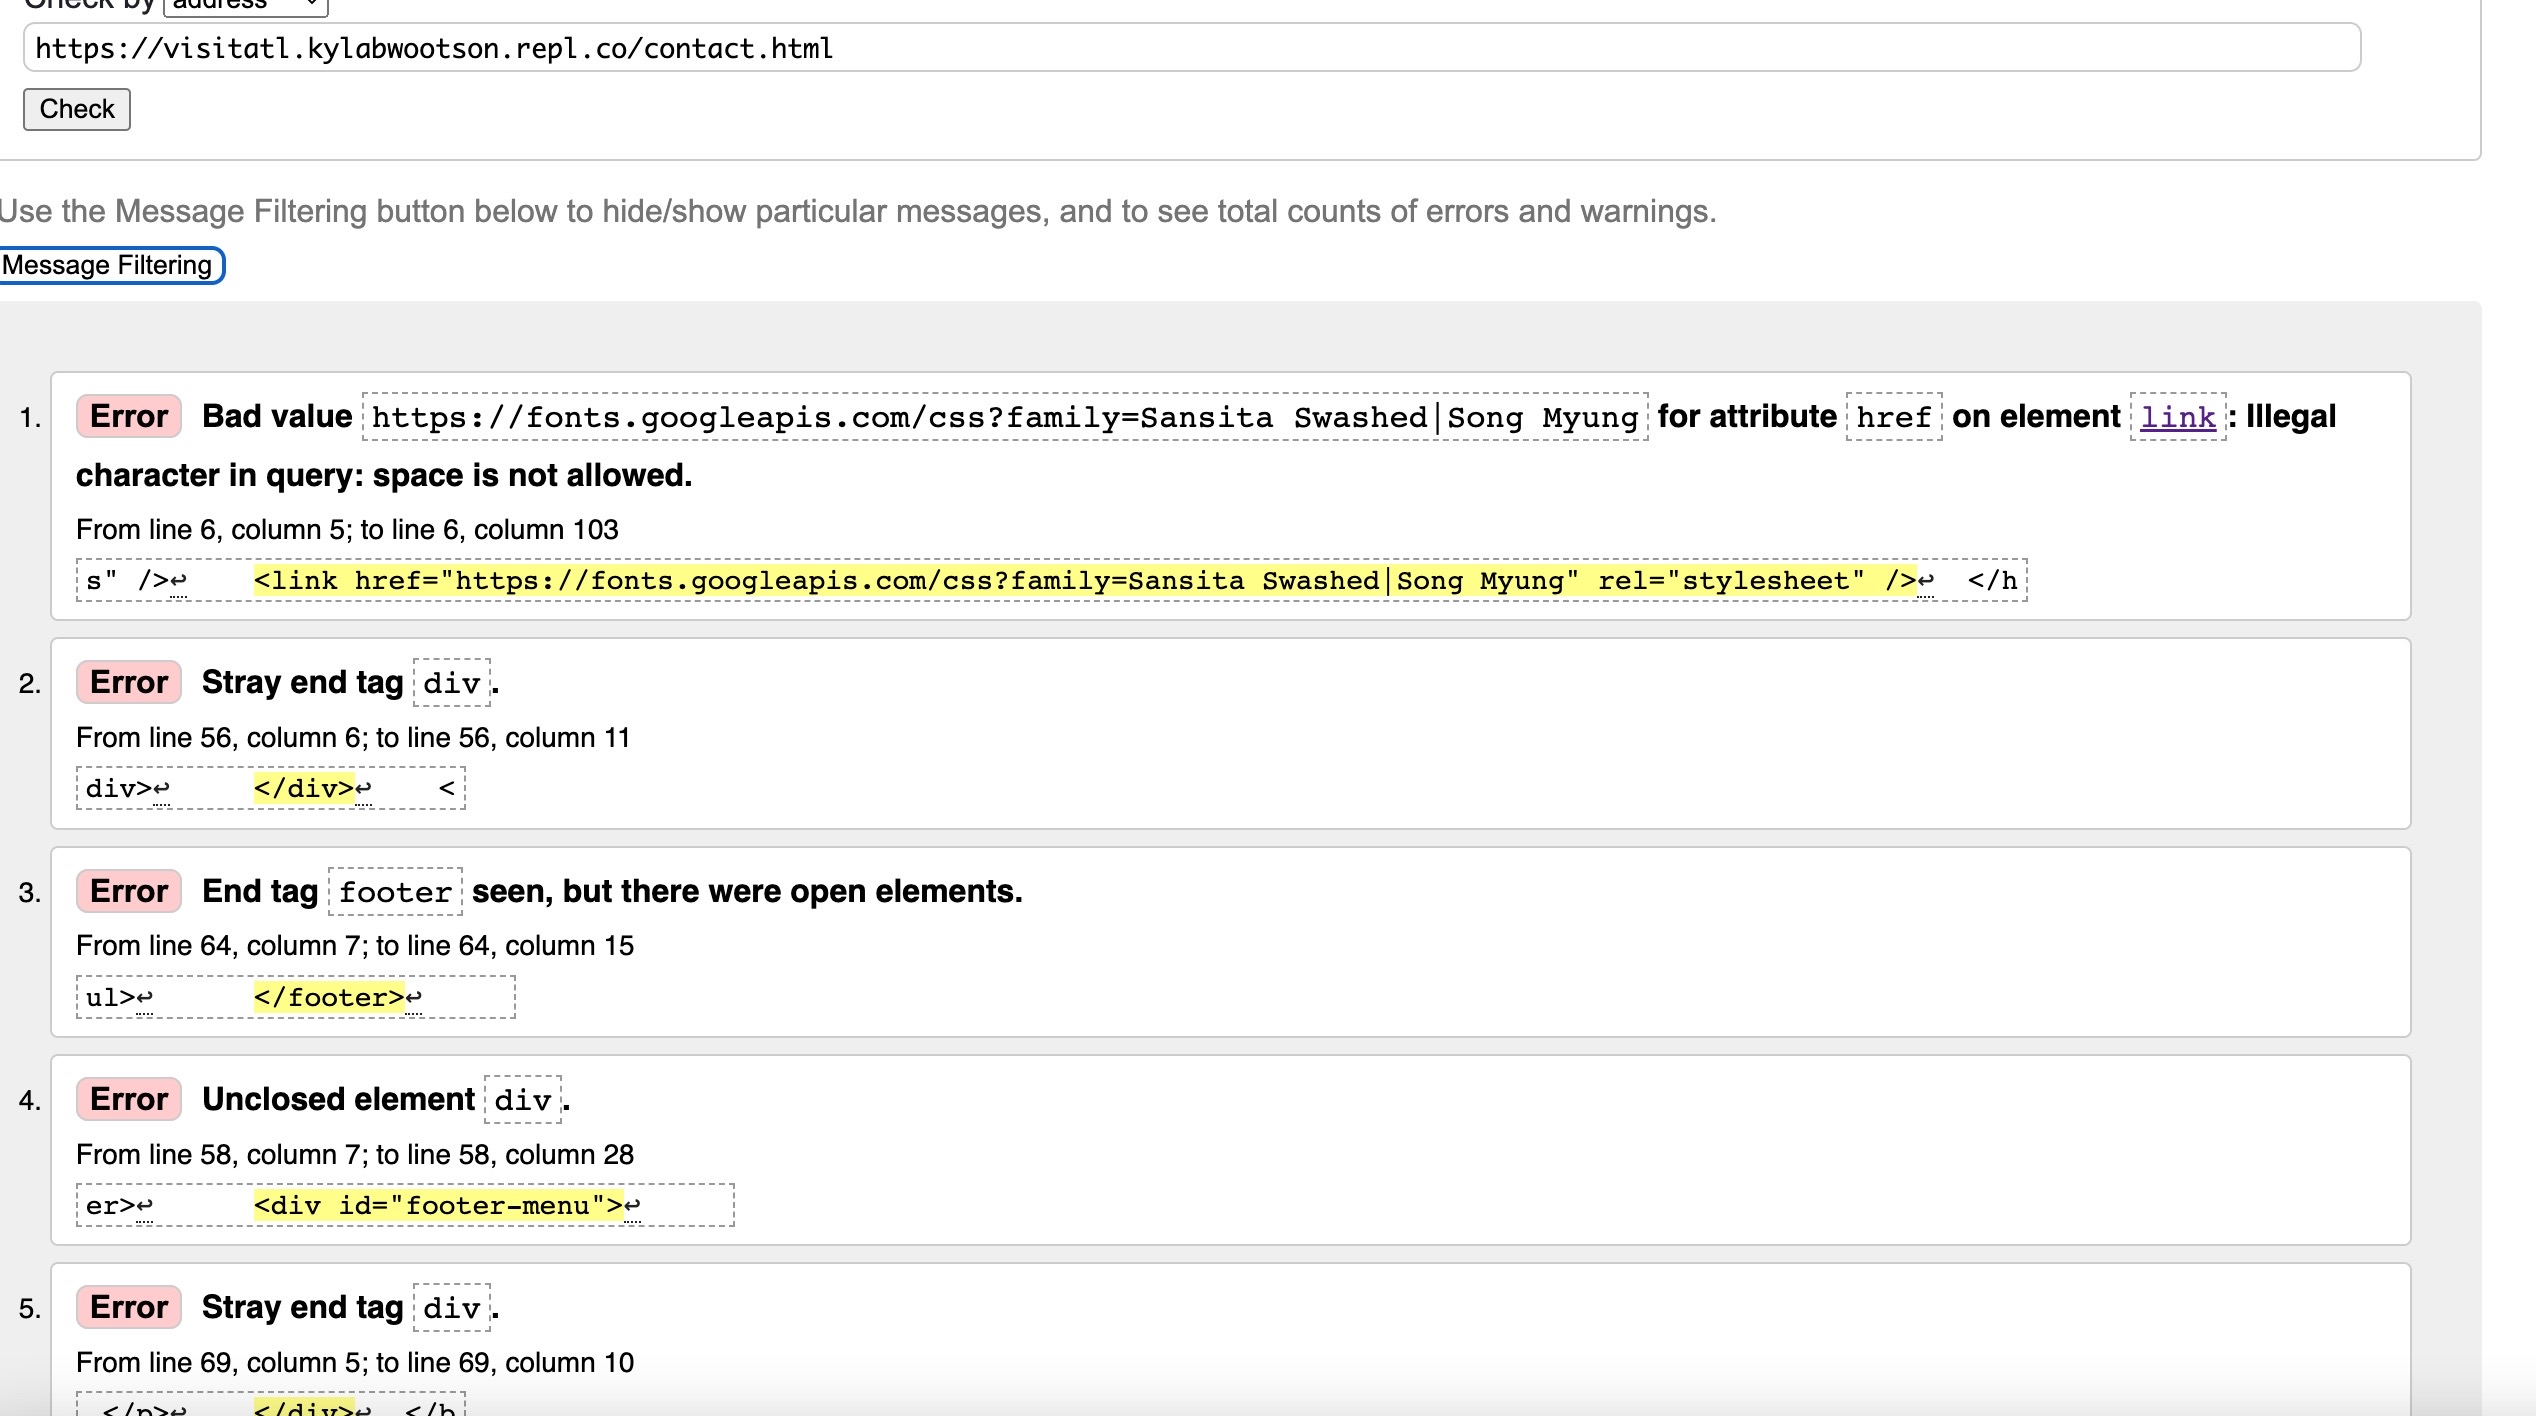 Check by address
https://visitatl.kylabwootson.repl.co/contact.html
Check
Use the Message Filtering button below to hide/show particular messages, and to see total counts of errors and warnings.
Message Filtering
1. Error Bad value https://fonts.googleapis.com/css?family=Sansita Swashed|Song Myung for attribute href on element link: Illegal
character in query: space is not allowed.
From line 6, column 5; to line 6, column 103
s" />↩    <link href="https://fonts.googleapis.com/css?family=Sansita Swashed|Song Myung" rel="stylesheet" />↩  </h
2. Error Stray end tag div.
From line 56, column 6; to line 56, column 11
div>↩     </div>↩    <
3. Error End tag footer seen, but there were open elements.
From line 64, column 7; to line 64, column 15
ul>↩      </footer>↩
4. Error Unclosed element div.
From line 58, column 7; to line 58, column 28
er>↩      <div id="footer-menu">↩
5. Error Stray end tag div.
From line 69, column 5; to line 69, column 10
</p>↩    </div>↩  </b